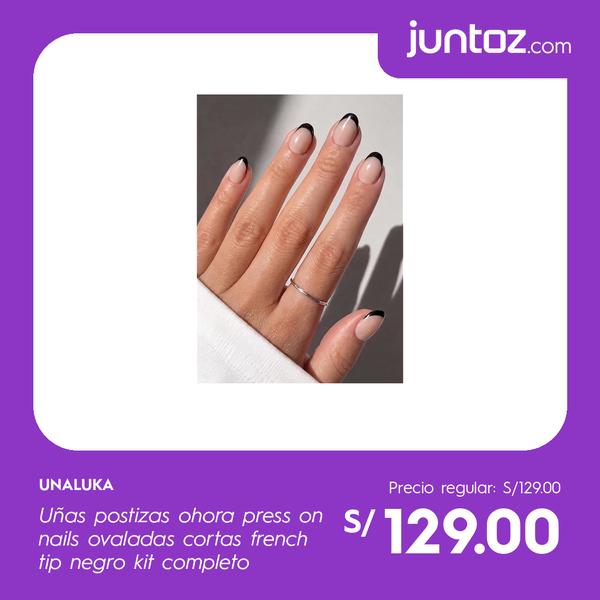 juntoz.com
UNALUKA
Uñas postizas ohora press on
nails ovaladas cortas french
tip negro kit completo
Precio regular: S/129.00
S/129.00